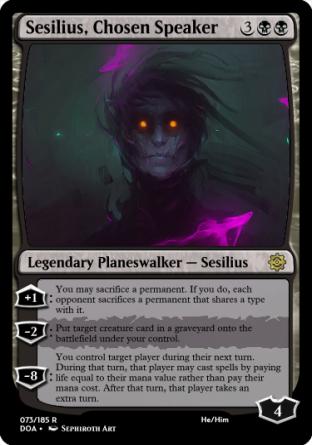 Sesilius, Chosen Speaker 3
Legendary Planeswalker — Sesilius
+1: You may sacrifice a permanent. If you do, each
opponent sacrifices a permanent that shares a type
with it.
-2: Put target creature card in a graveyard onto the
battlefield under your control.
-8: You control target player during their next turn.
During that turn, that player may cast spells by paying
life equal to their mana value rather than pay their
mana cost. After that turn, that player takes an
extra turn.
4
073/185 R He/Him
DOA • Sephiroth Art